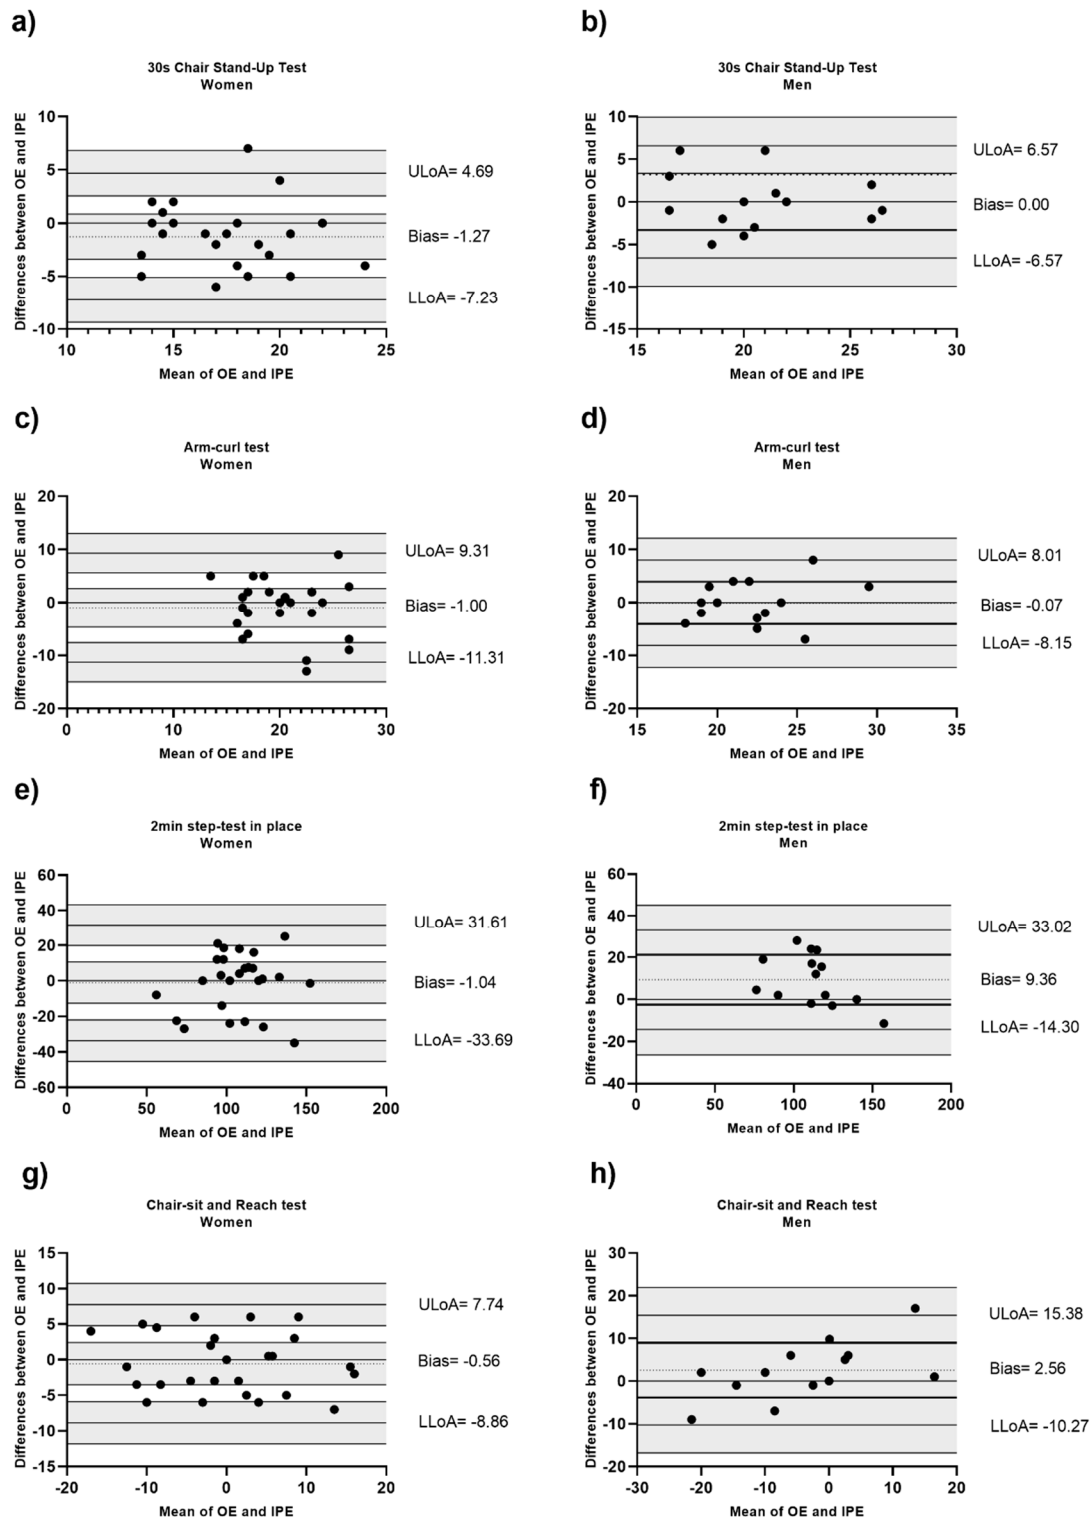 a)
30s Chair Stand-Up Test
Women
Differences between OE and IPE
10
5
0
-5
-10
ULoA= 4.69
Bias= -1.27
LLoA= -7.23
10
15
20
25
Mean of OE and IPE
b)
30s Chair Stand-Up Test
Men
Differences between OE and IPE
10
5
0
-5
-10
-15
ULoA= 6.57
Bias= 0.00
LLoA= -6.57
15
20
25
30
Mean of OE and IPE
c)
Arm-curl test
Women
Differences between OE and IPE
20
10
0
-10
-20
ULoA= 9.31
Bias= -1.00
LLoA= -11.31
0
10
20
30
Mean of OE and IPE
d)
Arm-curl test
Men
Differences between OE and IPE
20
10
0
-10
-20
ULoA= 8.01
Bias= -0.07
LLoA= -8.15
15
20
25
30
35
Mean of OE and IPE
e)
2min step-test in place
Women
Differences between OE and IPE
60
40
20
0
-20
-40
-60
ULoA= 31.61
Bias= -1.04
LLoA= -33.69
0
50
100
150
200
Mean of OE and IPE
f)
2min step-test in place
Men
Differences between OE and IPE
60
40
20
0
-20
-40
ULoA= 33.02
Bias= 9.36
LLoA= -14.30
0
50
100
150
200
Mean of OE and IPE
g)
Chair-sit and Reach test
Women
Differences between OE and IPE
15
10
5
0
-5
-10
-15
ULoA= 7.74
Bias= -0.56
LLoA= -8.86
-20
-10
0
10
20
Mean of OE and IPE
h)
Chair-sit and Reach test
Men
Differences between OE and IPE
30
20
10
0
-10
-20
ULoA= 15.38
Bias= 2.56
LLoA= -10.27
-30
-20
-10
0
10
20
Mean of OE and IPE